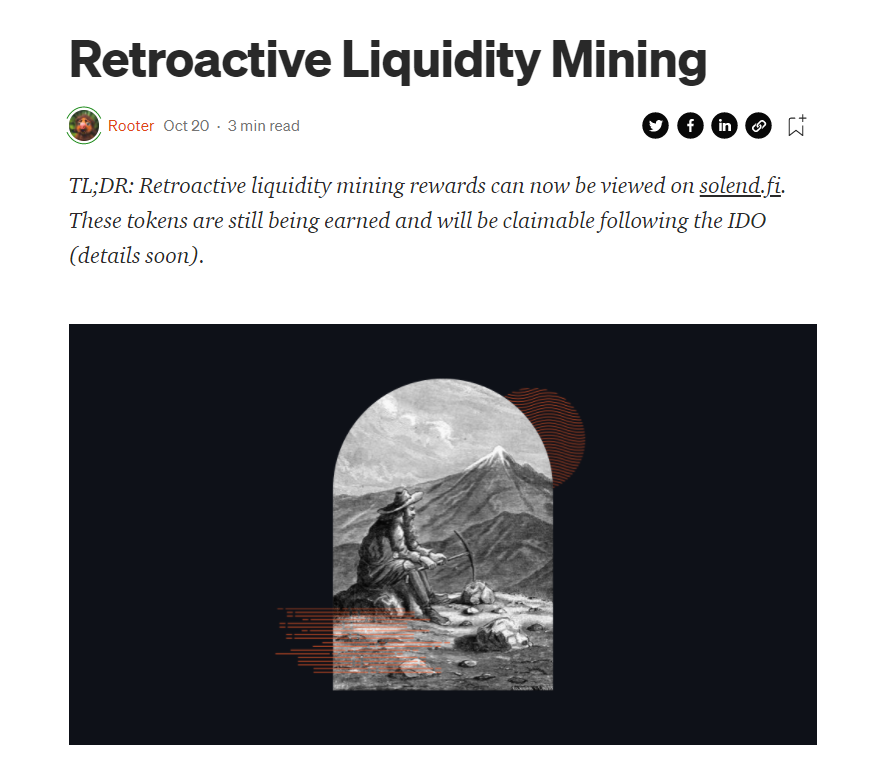 Retroactive Liquidity Mining
Rooter Oct 20 · 3 min read
TL;DR: Retroactive liquidity mining rewards can now be viewed on solend.fi.
These tokens are still being earned and will be claimable following the IDO
(details soon).